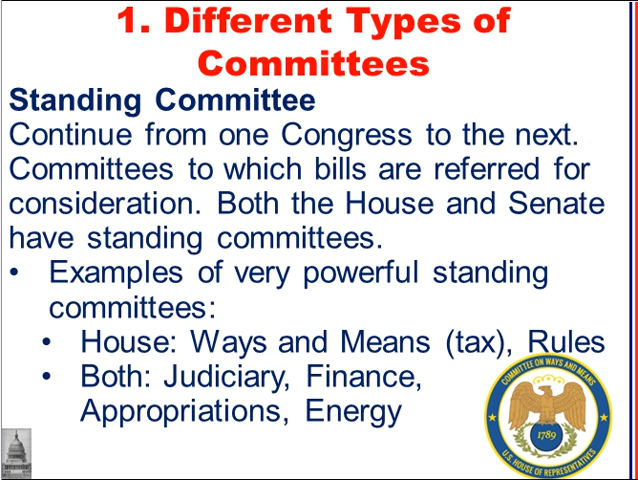 1. Different Types of
Committees
Standing Committee
Continue from one Congress to the next.
Committees to which bills are referred for
consideration. Both the House and Senate
have standing committees.
• Examples of very powerful standing
committees:
• House: Ways and Means (tax), Rules
• Both: Judiciary, Finance,
Appropriations, Energy
COMMITTEE ON WAYS AND MEANS
1789
U.S. HOUSE OF REPRESENTATIVES